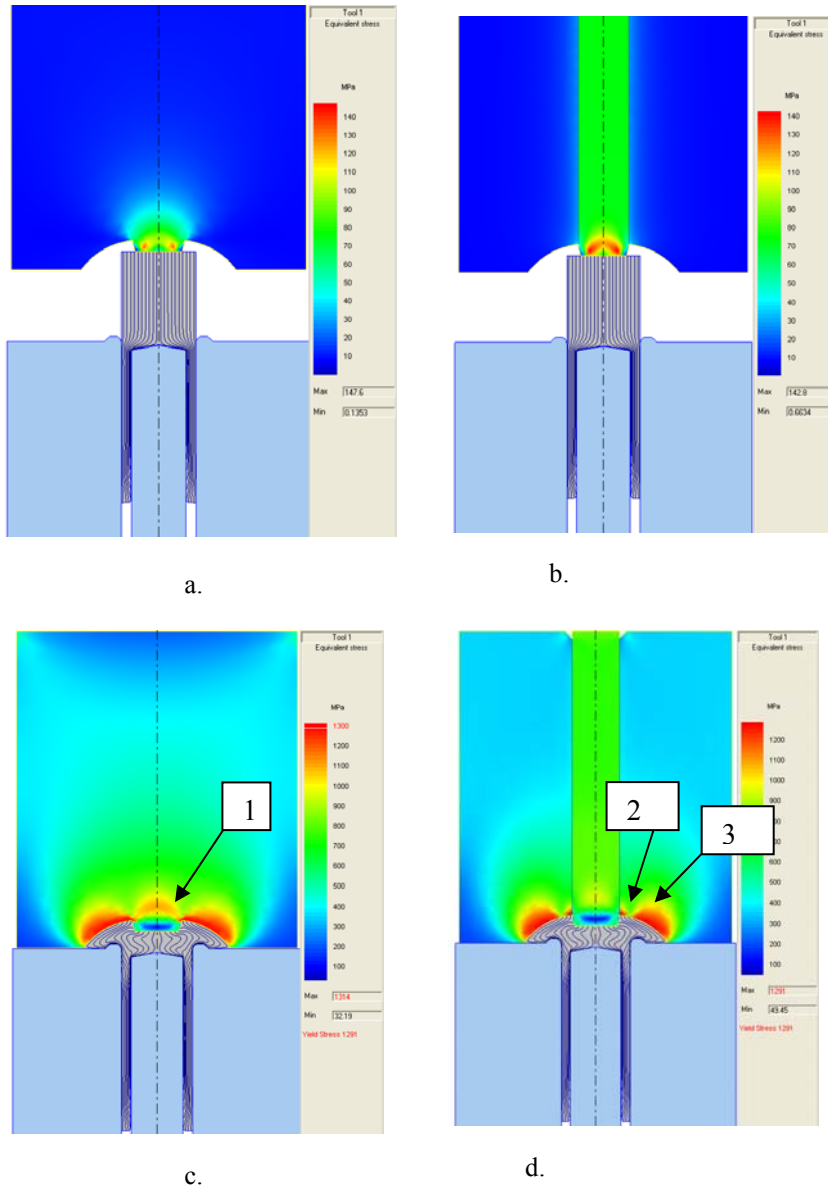 Tool 1
Equivalent stress
MPa
140
130
120
110
100
90
80
70
60
50
40
30
20
10
Max 147.6
Min 0.1353
a.
Tool 1
Equivalent stress
MPa
140
130
120
110
100
90
80
70
60
50
40
30
20
10
Max 142.8
Min 0.6634
b.
Tool 1
Equivalent stress
MPa
1300
1200
1100
1000
900
800
700
600
500
400
300
200
100
Max 1314
Min 32.19
Yield Stress 1291
1
c.
Tool 1
Equivalent stress
MPa
1200
1100
1000
900
700
600
500
400
300
200
100
Max 1291
Min 49.45
Yield Stress 1291
2
3
d.